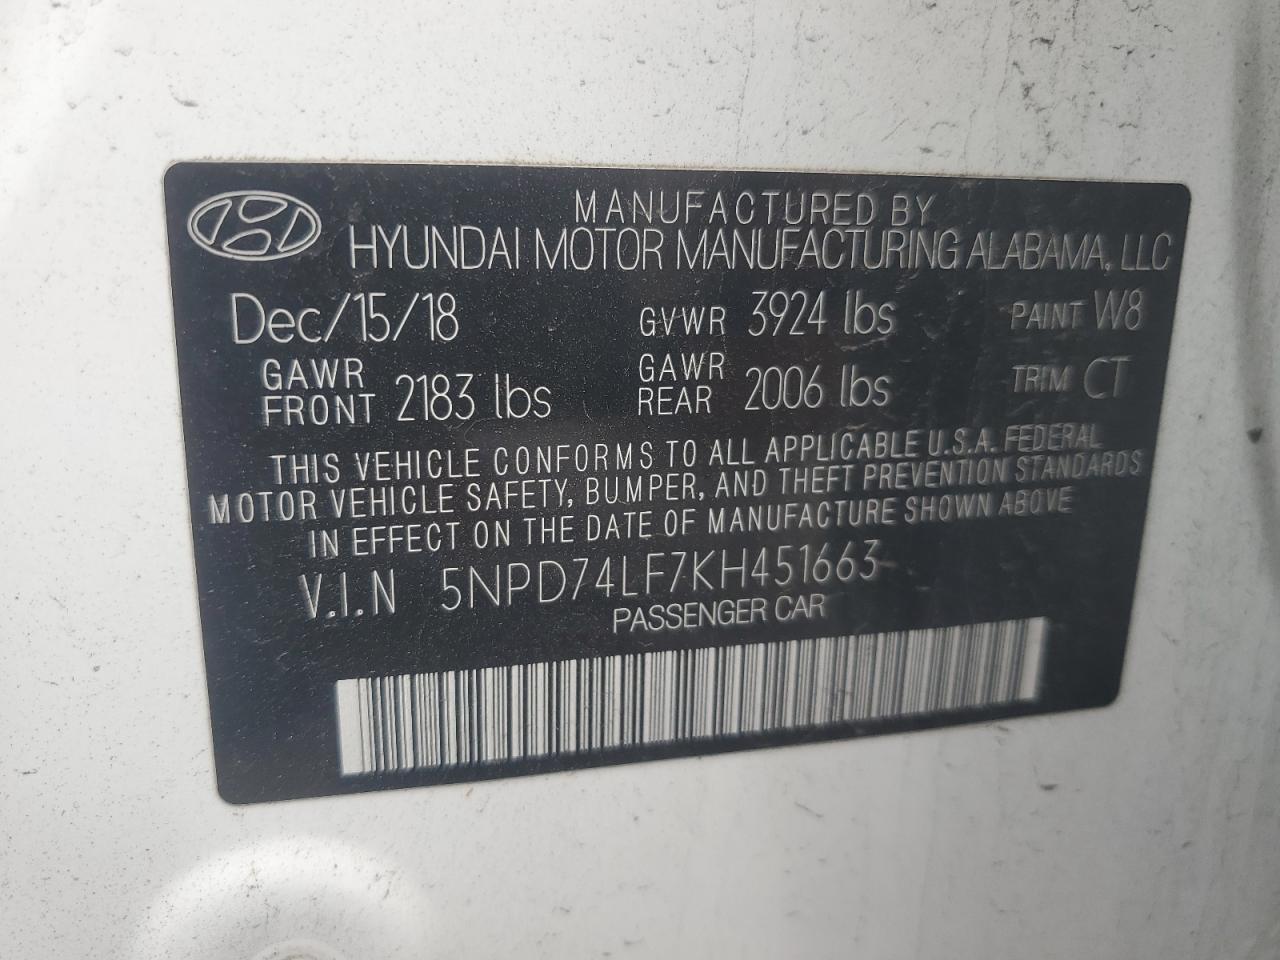 MANUFACTURED BY
HYUNDAI MOTOR MANUFACTURING ALABAMA, LLC
Dec/15/18 GVWR 3924 lbs PAINT W8
GAWR FRONT 2183 lbs GAWR REAR 2006 lbs TRIM CT
THIS VEHICLE CONFORMS TO ALL APPLICABLE U.S.A. FEDERAL
MOTOR VEHICLE SAFETY, BUMPER, AND THEFT PREVENTION STANDARDS
IN EFFECT ON THE DATE OF MANUFACTURE SHOWN ABOVE
V.I.N 5NPD74LF7KH451663
PASSENGER CAR